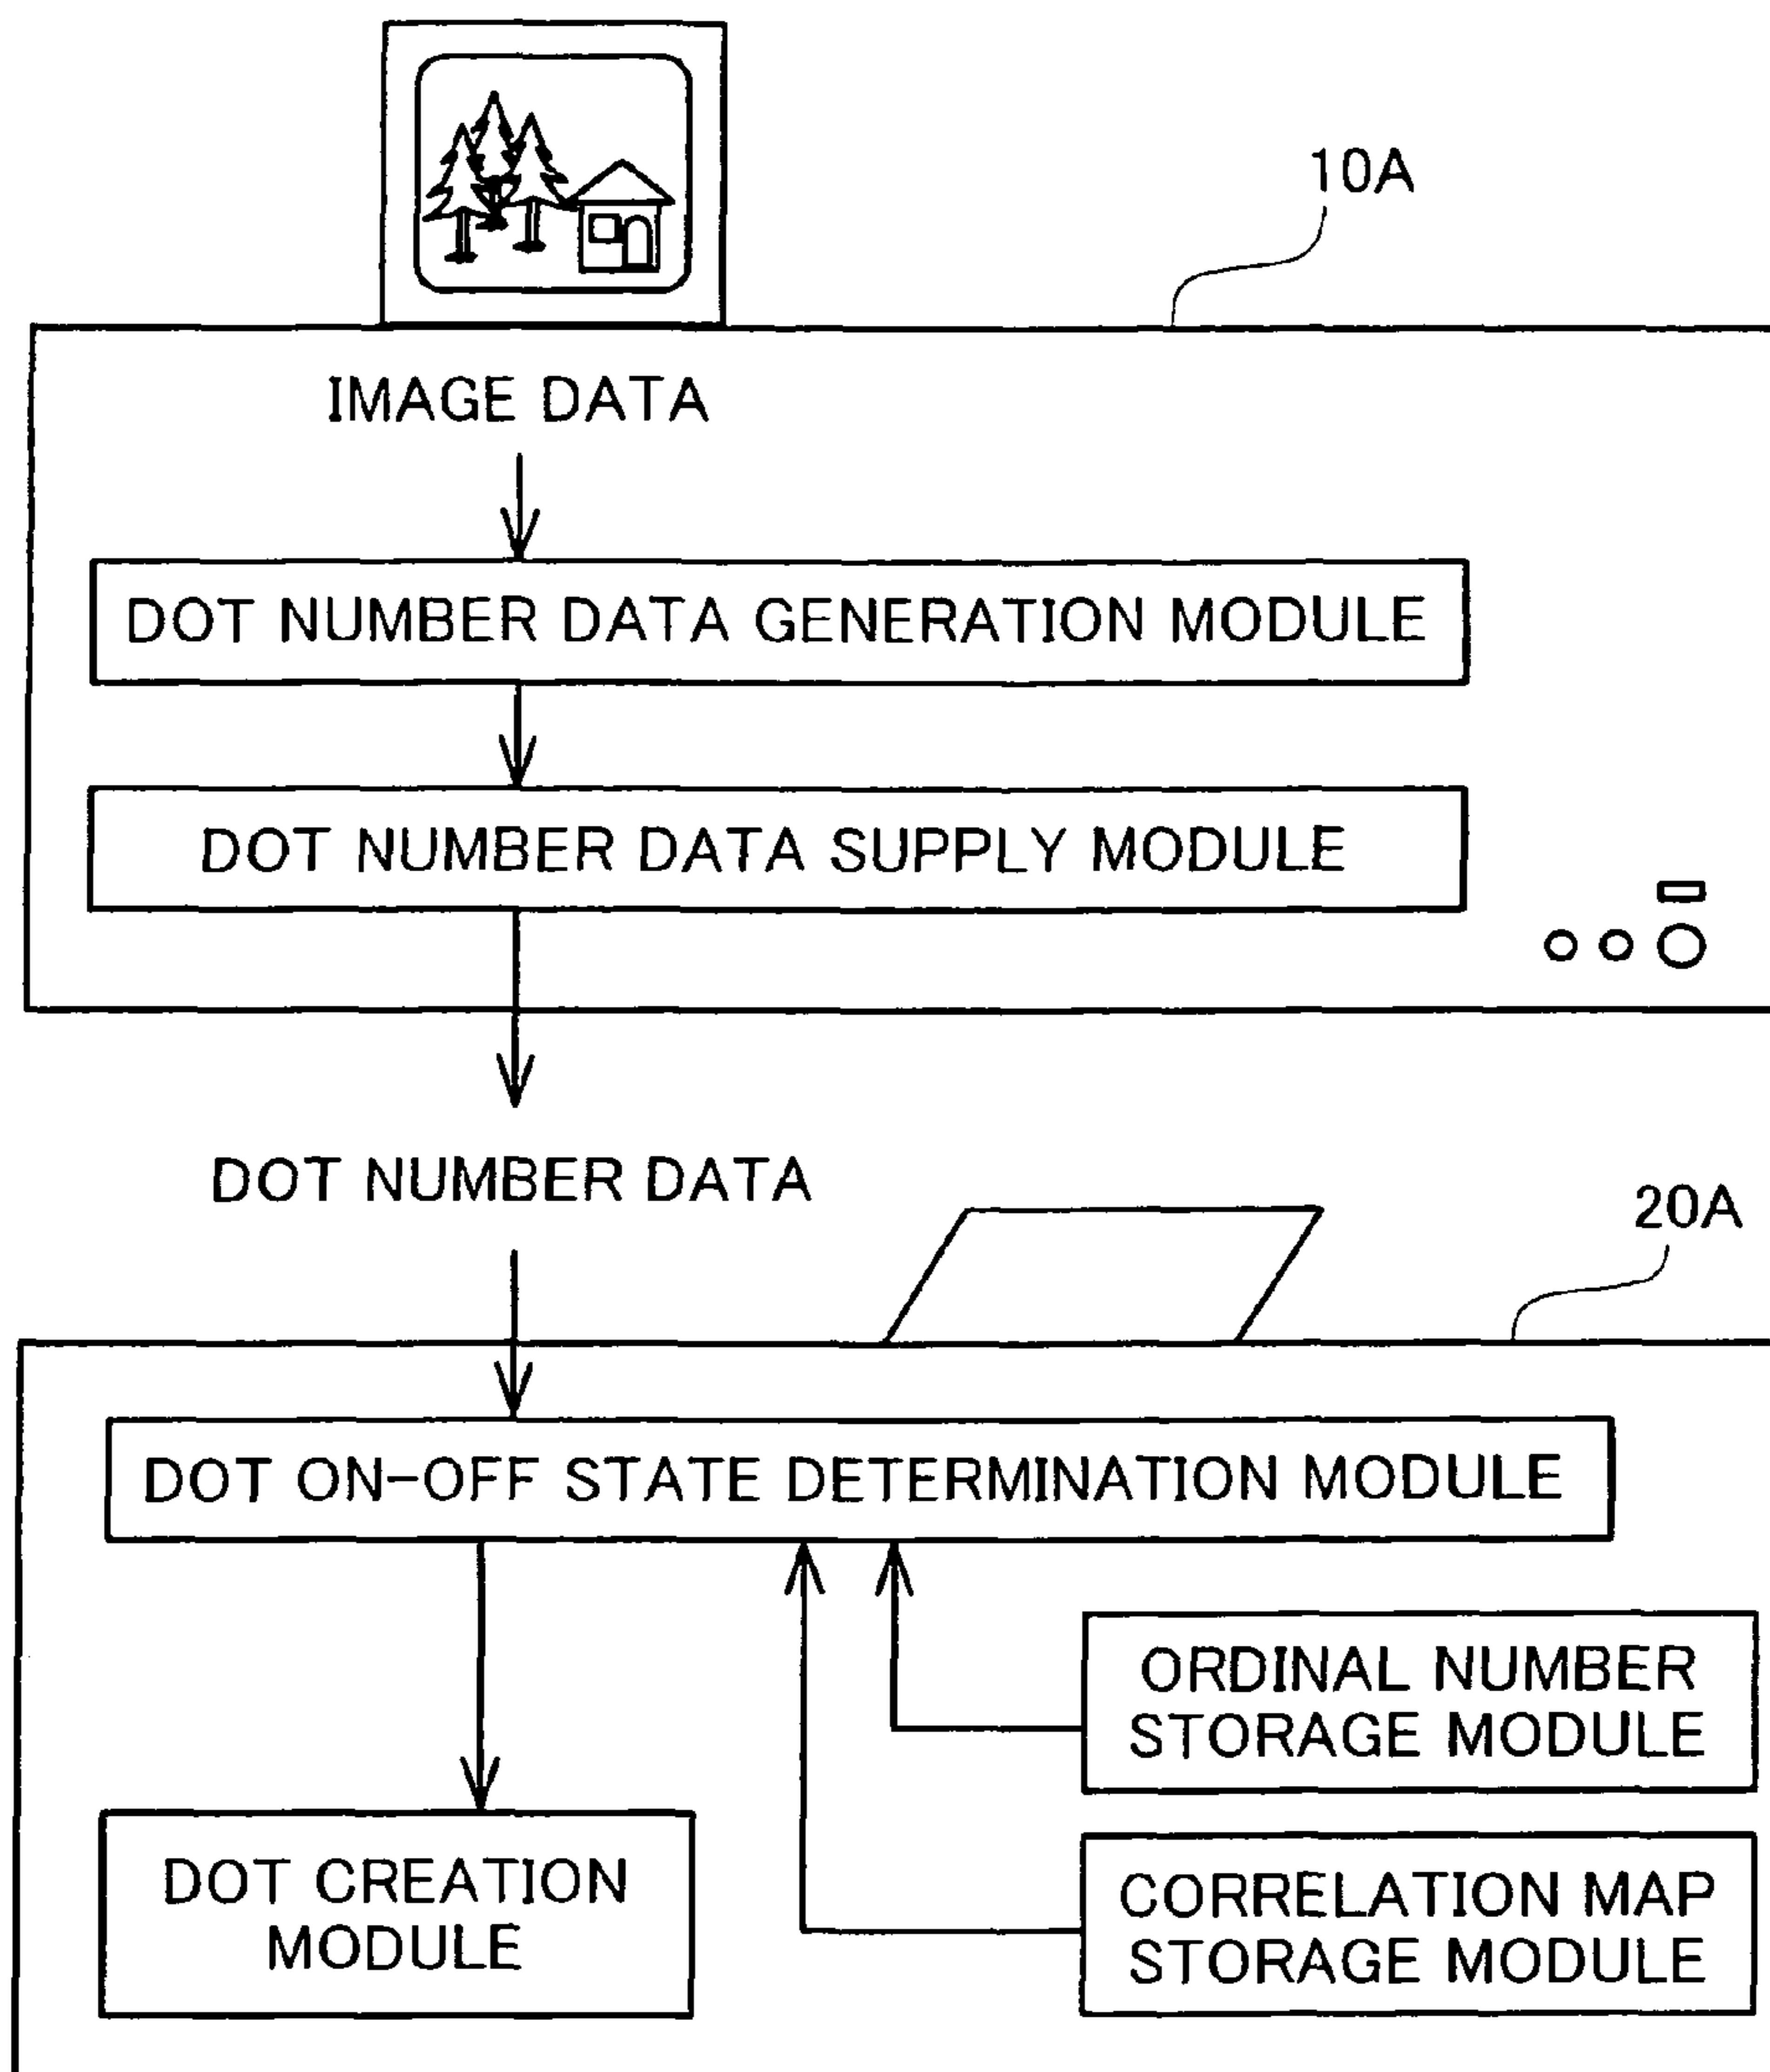 10A
IMAGE DATA
DOT NUMBER DATA GENERATION MODULE
DOT NUMBER DATA SUPPLY MODULE
DOT NUMBER DATA
20A
DOT ON-OFF STATE DETERMINATION MODULE
ORDINAL NUMBER
STORAGE MODULE
DOT CREATION
MODULE
CORRELATION MAP
STORAGE MODULE